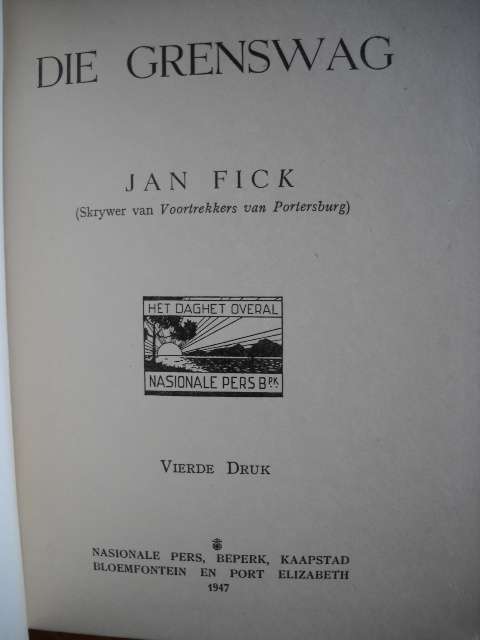 DIE GRENSWAG
JAN FICK
(Skrywer van Voortrekkers van Portersburg)
HET DAGHET OVERAL
NASIONALE PERS BPK
VIERDE DRUK
NASIONALE PERS, BEPERK, KAAPSTAD
BLOEMFONTEIN EN PORT ELIZABETH
1947